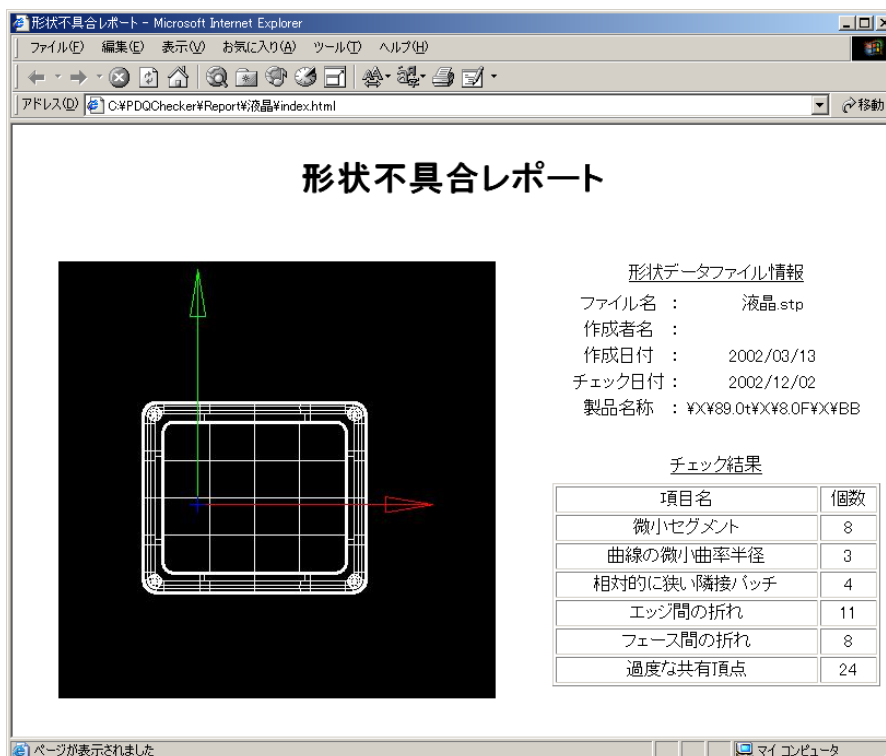 形状不具合レポート - Microsoft Internet Explorer
ファイル(F) 編集(E) 表示(V) お気に入り(A) ツール(T) ヘルプ(H)
アドレス(D) C:¥PDQChecker¥Report¥液晶¥index.html 移動
形状不具合レポート
形状データファイル情報
ファイル名 : 液晶.stp
作成者名 :
作成日付 : 2002/03/13
チェック日付 : 2002/12/02
製品名称 : ¥X¥89.0t¥X¥8.0F¥X¥BB
チェック結果
項目名 個数
微小セグメント 8
曲線の微小曲率半径 3
相対的に狭い隣接パッチ 4
エッジ間の折れ 11
フェース間の折れ 8
過度な共有頂点 24
ページが表示されました マイ コンピュータ